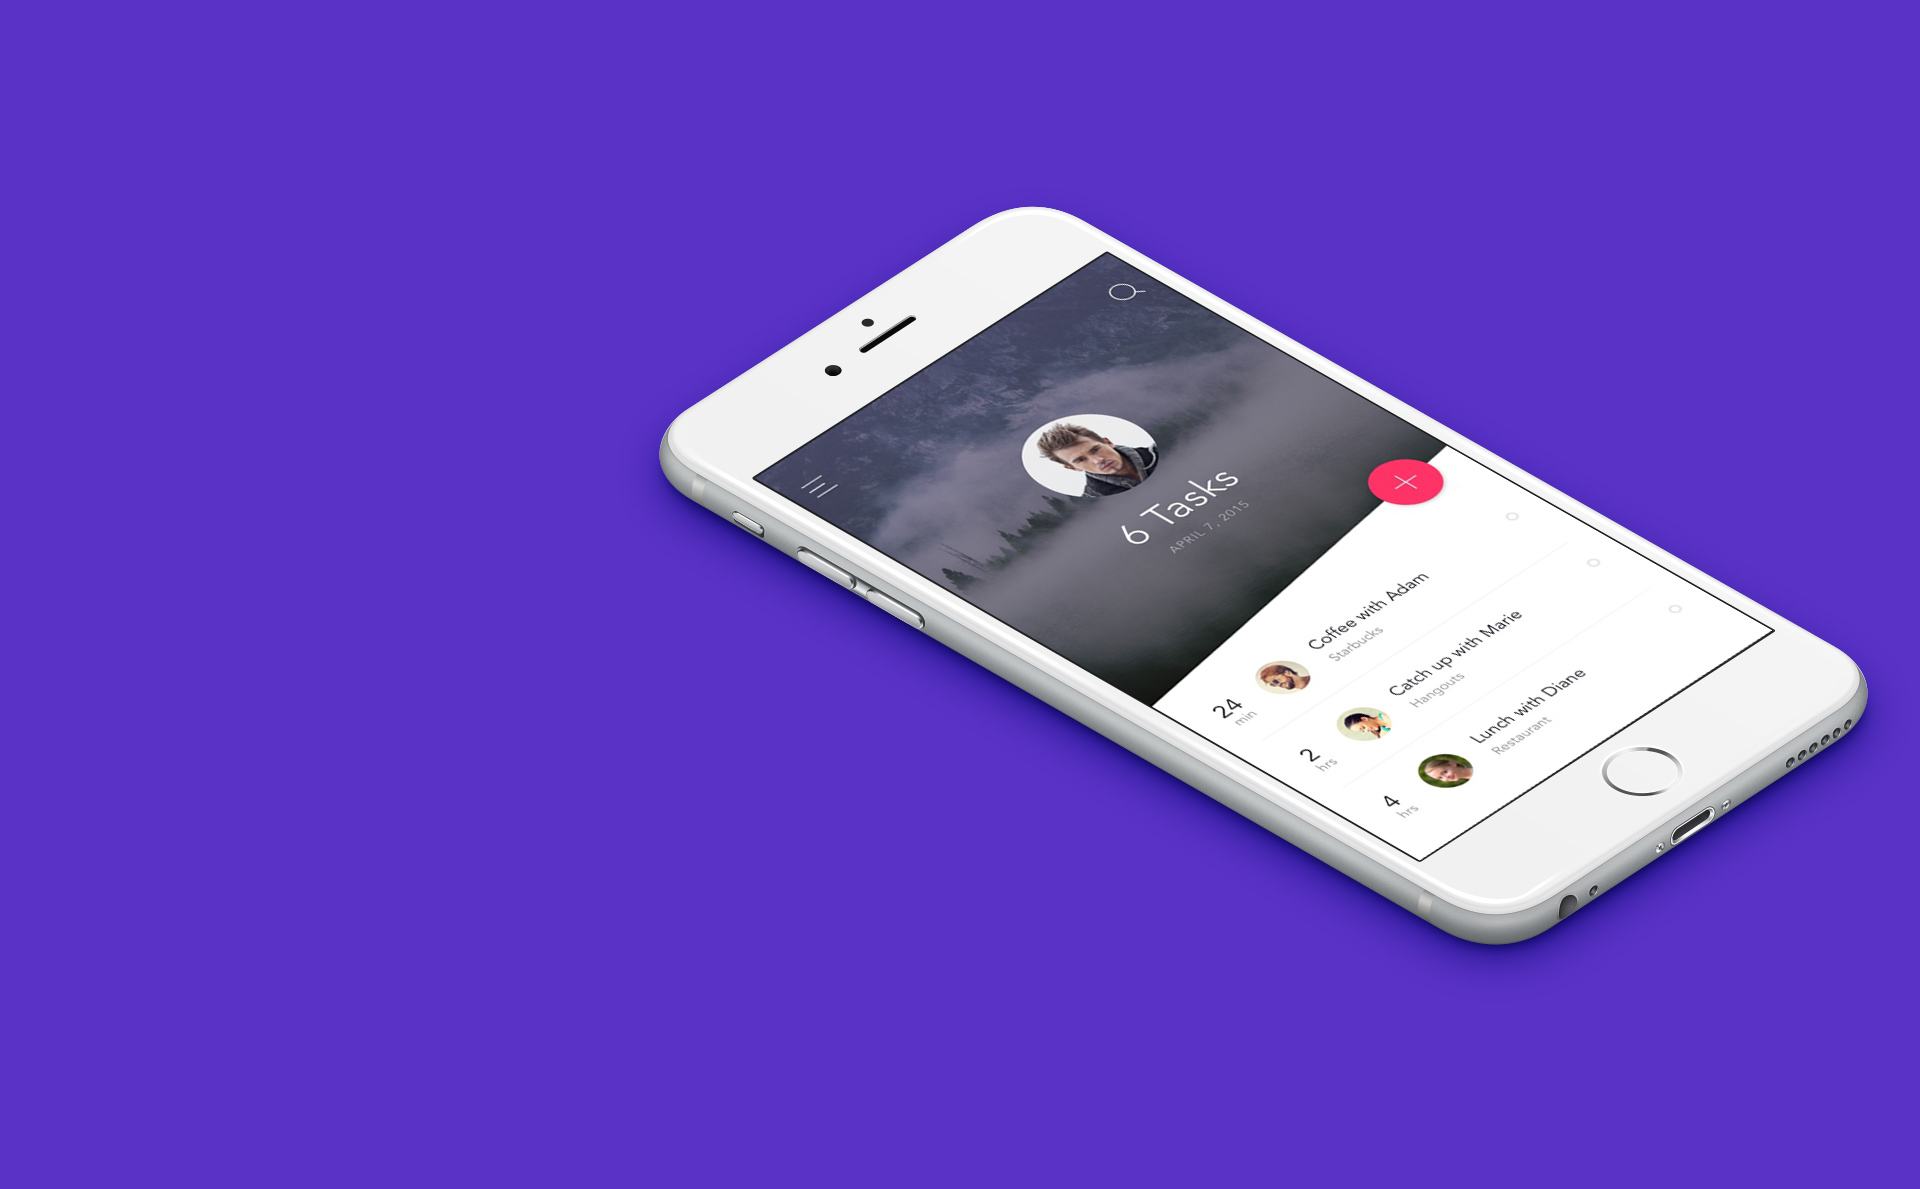 6 Tasks
APRIL 7, 2015
24
min
Coffee with Adam
Starbucks
2
hrs
Catch up with Marie
Hangouts
4
hrs
Lunch with Diane
Restaurant